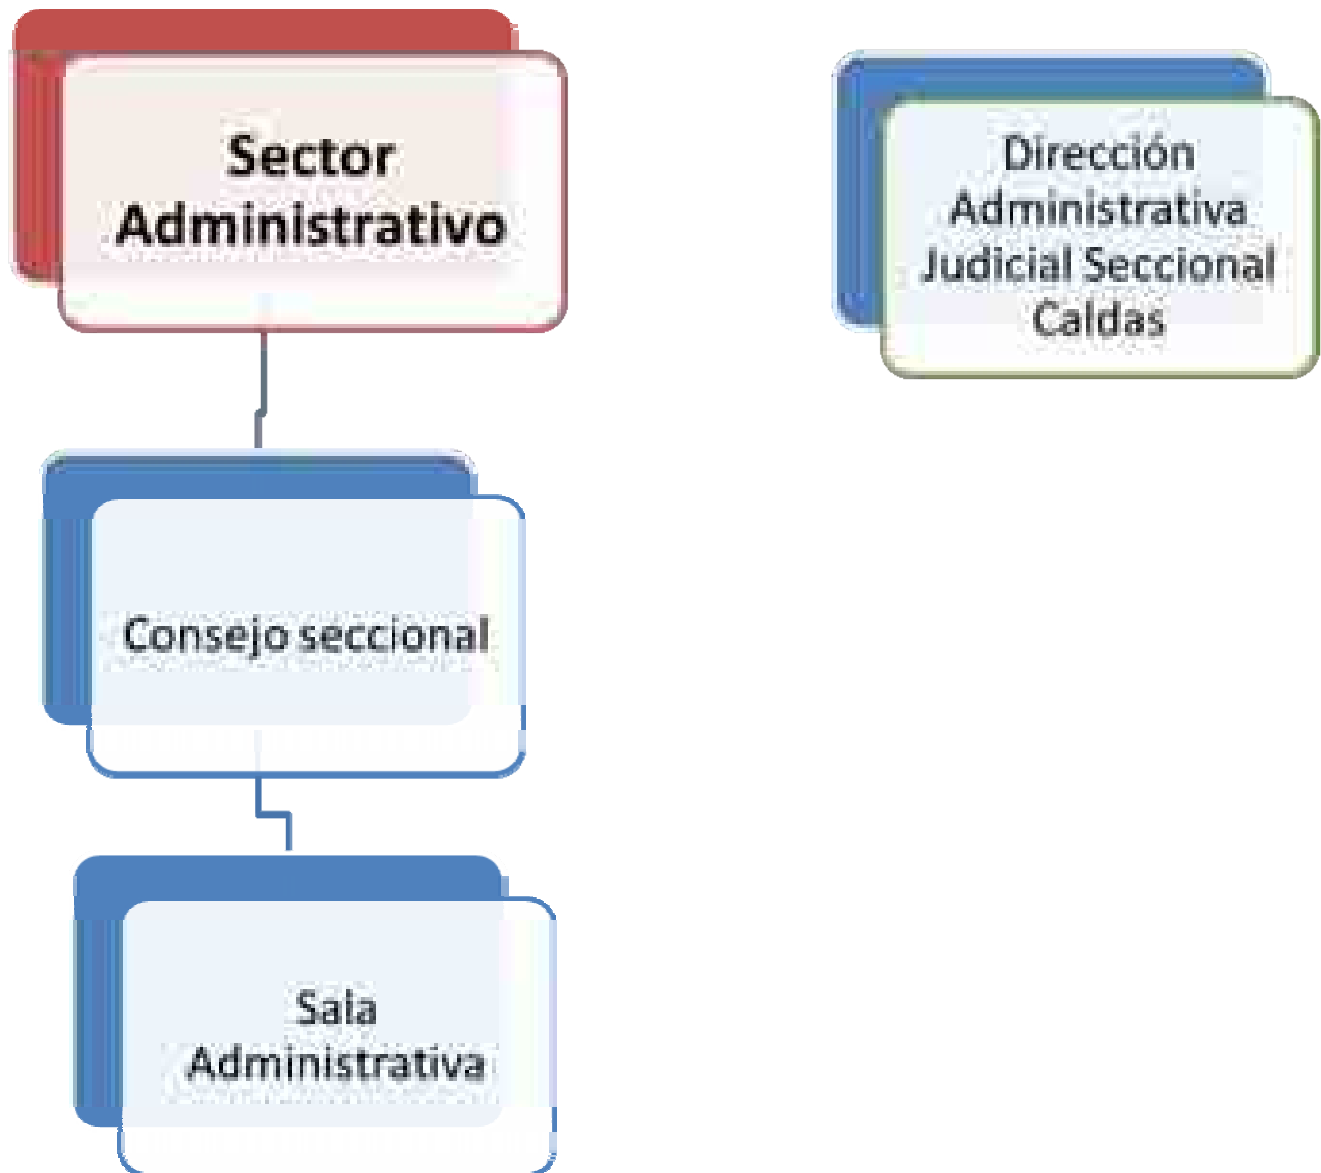 Sector
Administrativo
Dirección
Administrativa
Judicial Seccional
Caldas
Consejo seccional
Sala
Administrativa